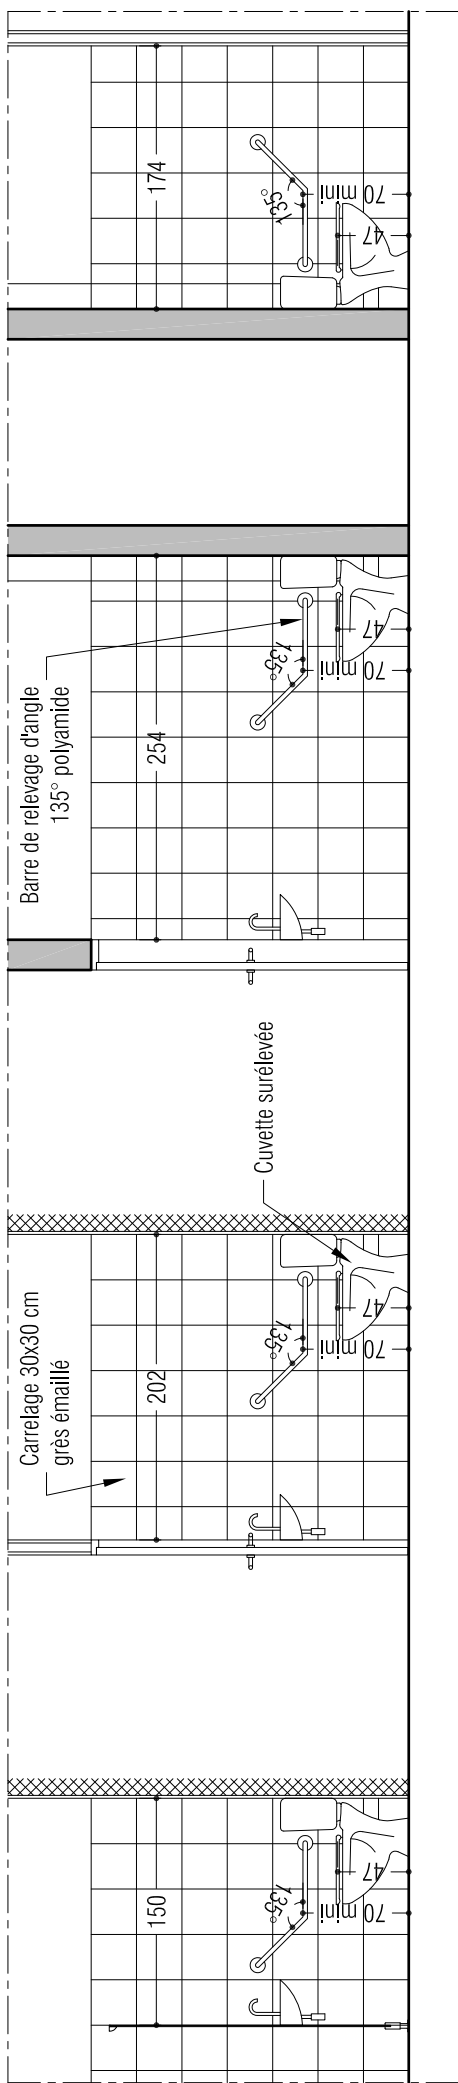 174
135°
70 mini
47
Barre de relevage d'angle
135° polyamide
254
135°
70 mini
47
Cuvette surélevée
Carrelage 30x30 cm
grès émaillé
202
135°
70 mini
47
150
135°
70 mini
47